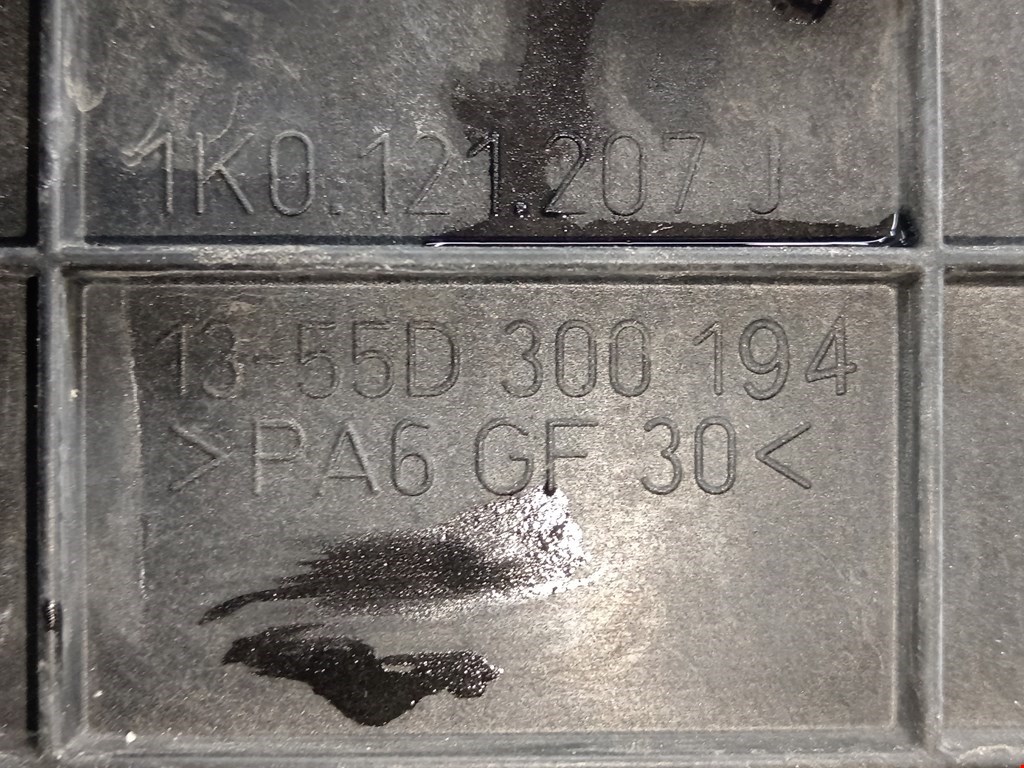 1K0.121.207 J
13-55D 300 194
>PA6 GF 30<